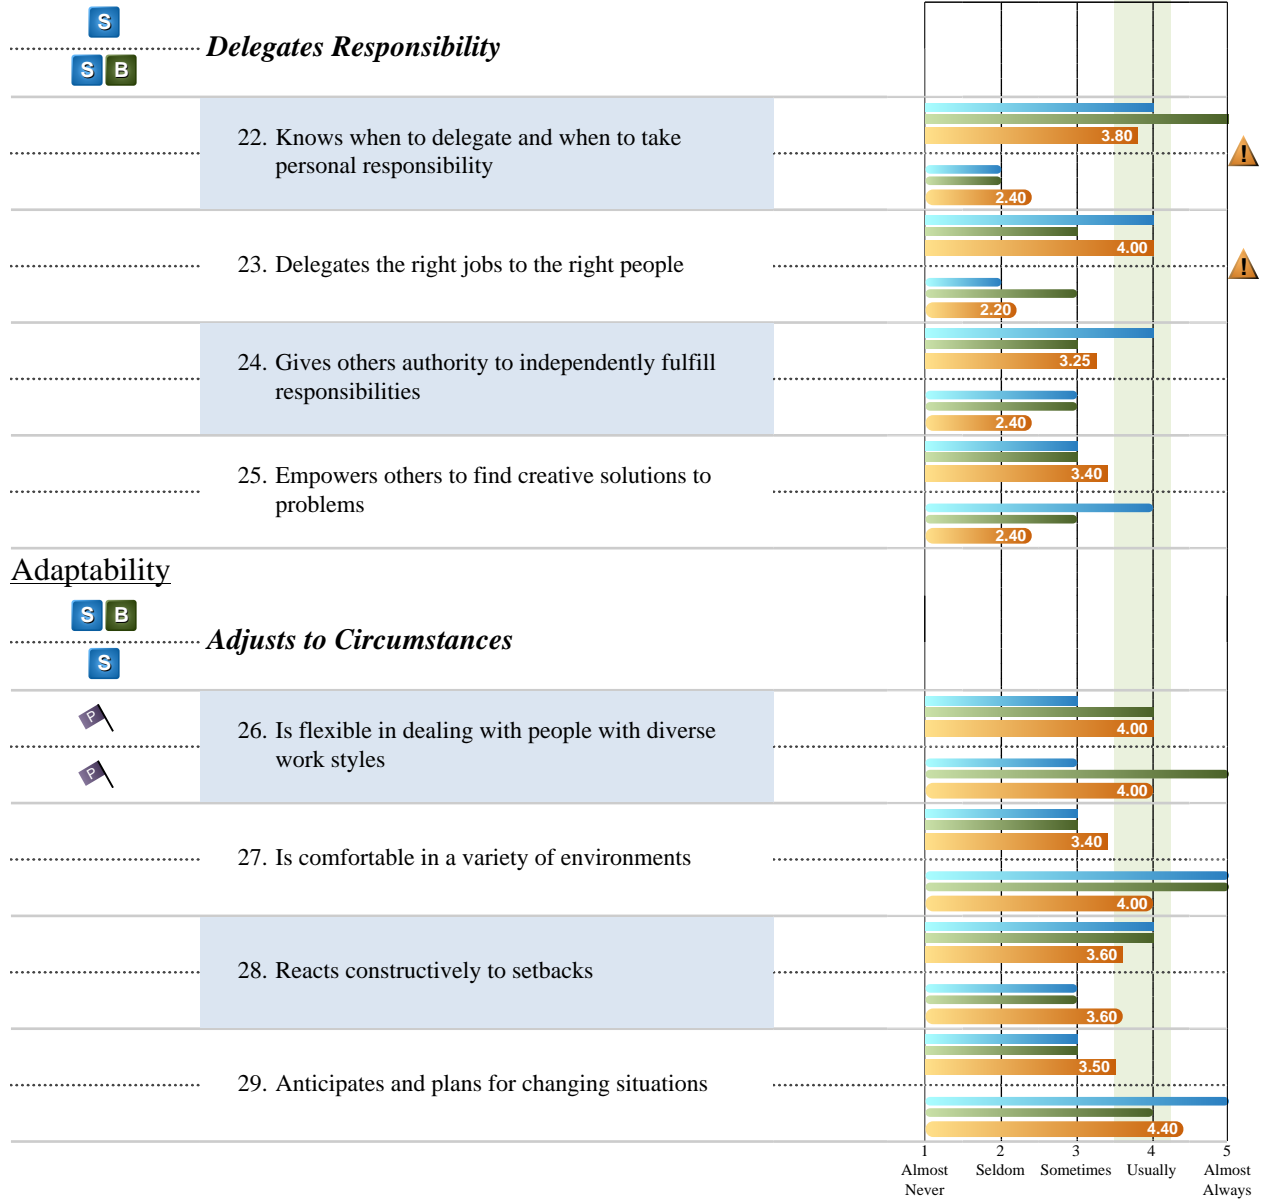 S
Delegates Responsibility
S B
22. Knows when to delegate and when to take
personal responsibility
3.80
!
2.40
23. Delegates the right jobs to the right people
4.00
!
2.20
24. Gives others authority to independently fulfill
responsibilities
3.25
2.40
25. Empowers others to find creative solutions to
problems
3.40
2.40
Adaptability
S B
Adjusts to Circumstances
S
P
26. Is flexible in dealing with people with diverse
work styles
4.00
P
4.00
27. Is comfortable in a variety of environments
3.40
4.00
28. Reacts constructively to setbacks
3.60
3.60
29. Anticipates and plans for changing situations
3.50
4.40
1 2 3 4 5
Almost Seldom Sometimes Usually Almost
Never Always